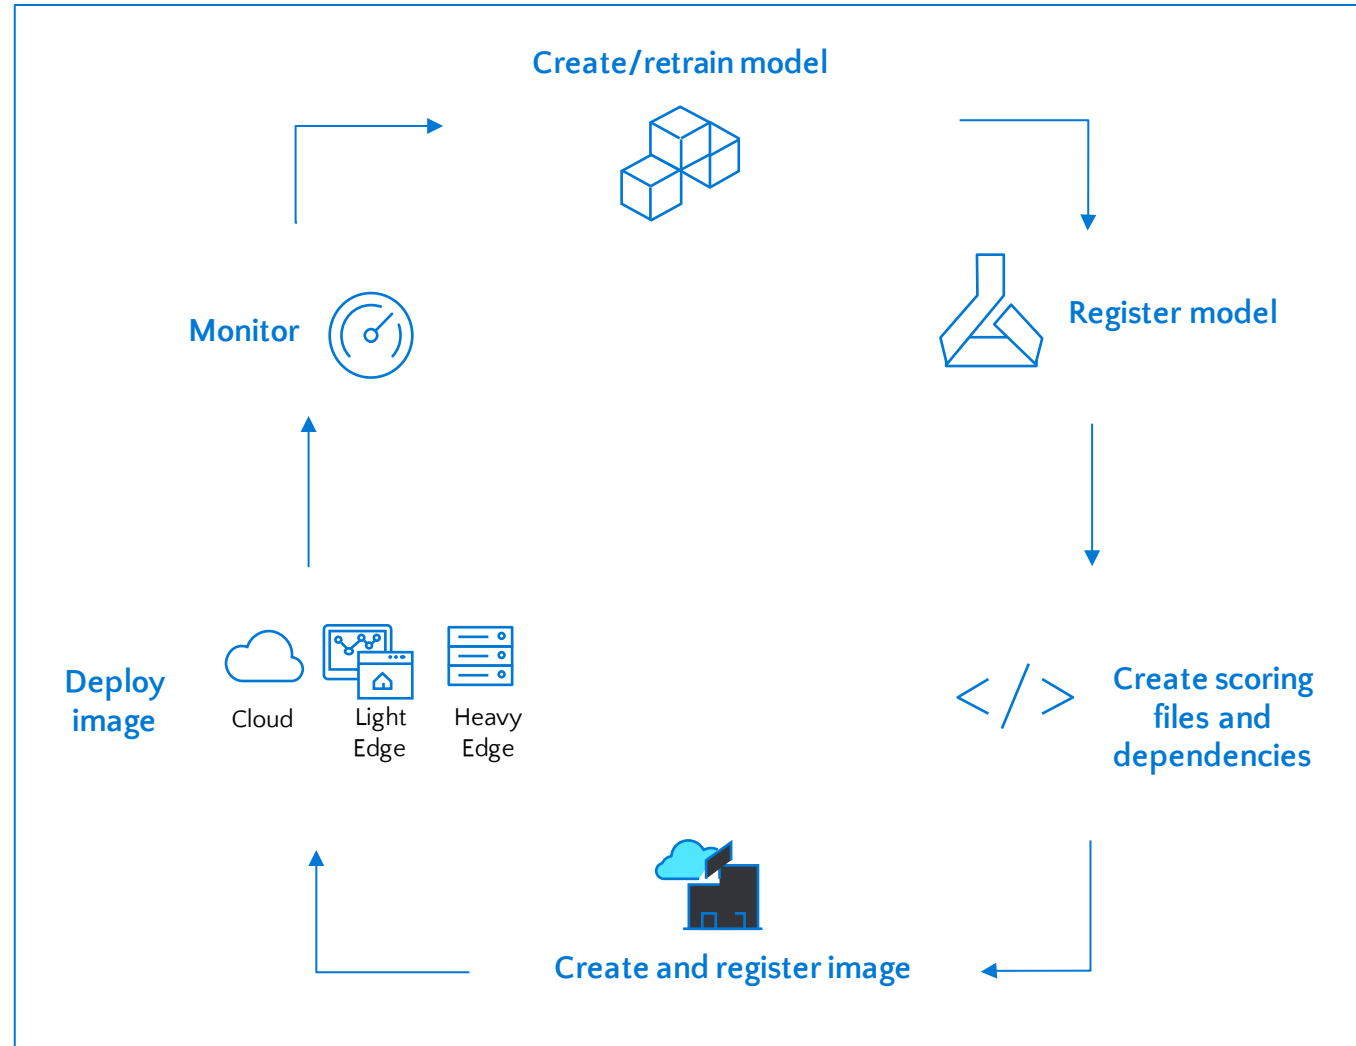 Create/retrain model
Monitor
Register model
Deploy
image
Cloud
Light
Edge
Heavy
Edge
</>
Create scoring
files and
dependencies
Create and register image